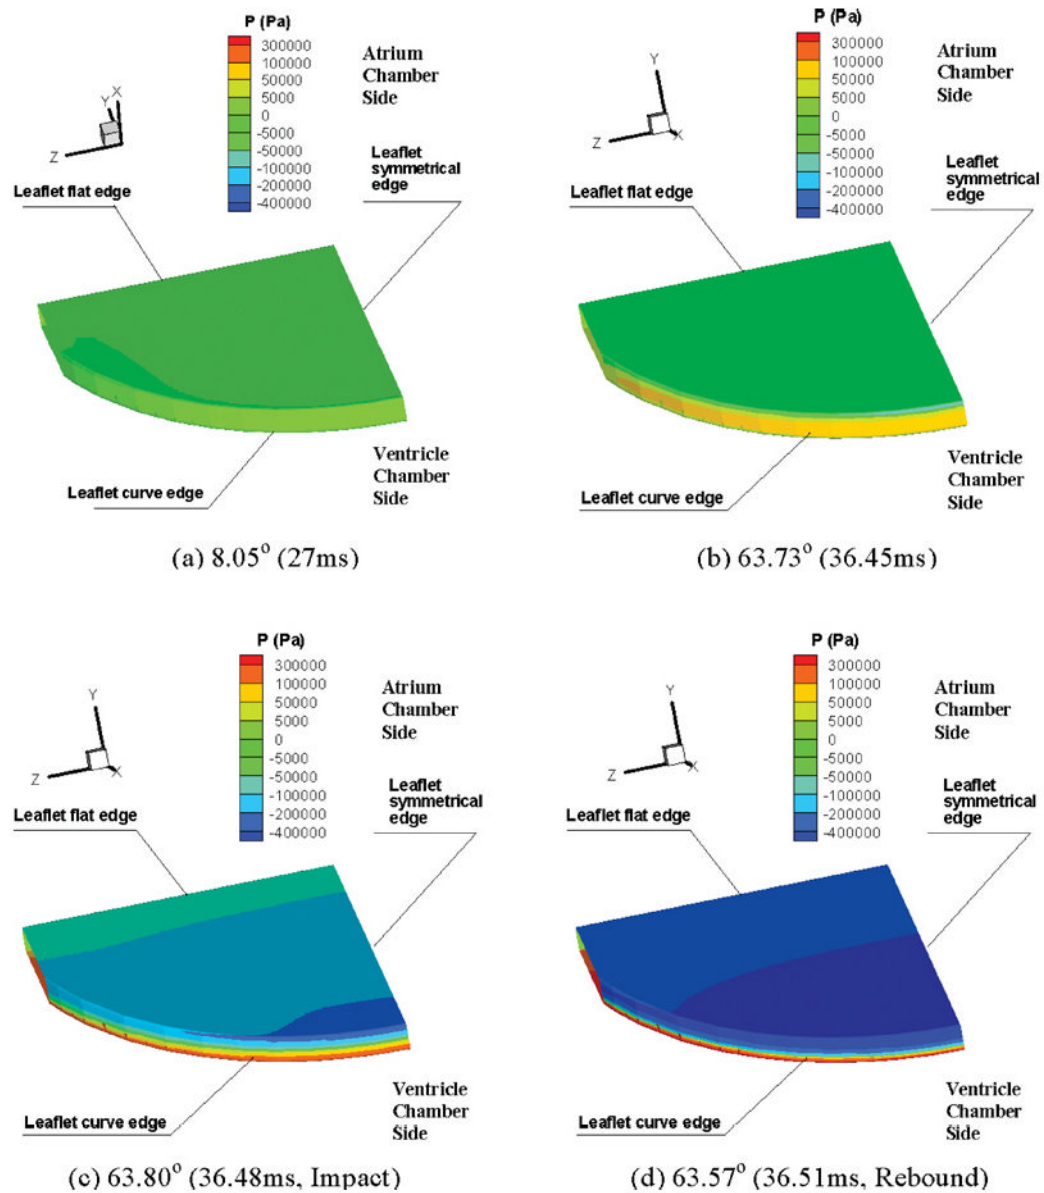 P (Pa)
300000
100000
50000
5000
0
-5000
-50000
-100000
-200000
-400000
Atrium
Chamber
Side
X
Y
Z
Leaflet
symmetrical
edge
Leaflet flat edge
Ventricle
Chamber
Side
Leaflet curve edge
(a) 8.05° (27ms)
P (Pa)
300000
100000
50000
5000
0
-5000
-50000
-100000
-200000
-400000
Atrium
Chamber
Side
Y
Z
X
Leaflet
symmetrical
edge
Leaflet flat edge
Ventricle
Chamber
Side
Leaflet curve edge
(b) 63.73° (36.45ms)
P (Pa)
300000
100000
50000
5000
0
-5000
-50000
-100000
-200000
-400000
Atrium
Chamber
Side
Y
Z
X
Leaflet
symmetrical
edge
Leaflet flat edge
Ventricle
Chamber
Side
Leaflet curve edge
(c) 63.80° (36.48ms, Impact)
P (Pa)
300000
100000
50000
5000
0
-5000
-50000
-100000
-200000
-400000
Atrium
Chamber
Side
Y
Z
X
Leaflet
symmetrical
edge
Leaflet flat edge
Ventricle
Chamber
Side
Leaflet curve edge
(d) 63.57° (36.51ms, Rebound)